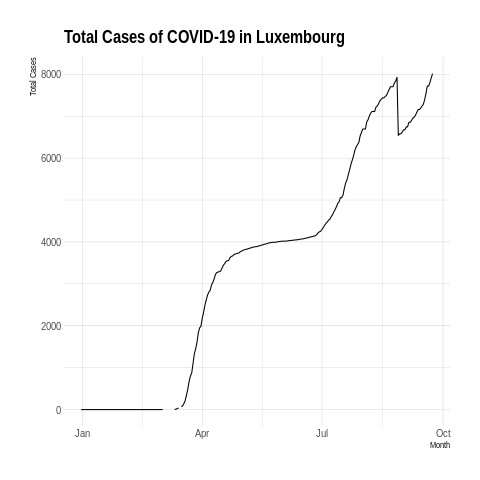 Total Cases of COVID-19 in Luxembourg
Total Cases
8000
6000
4000
2000
0
Jan Apr Jul Oct
Month